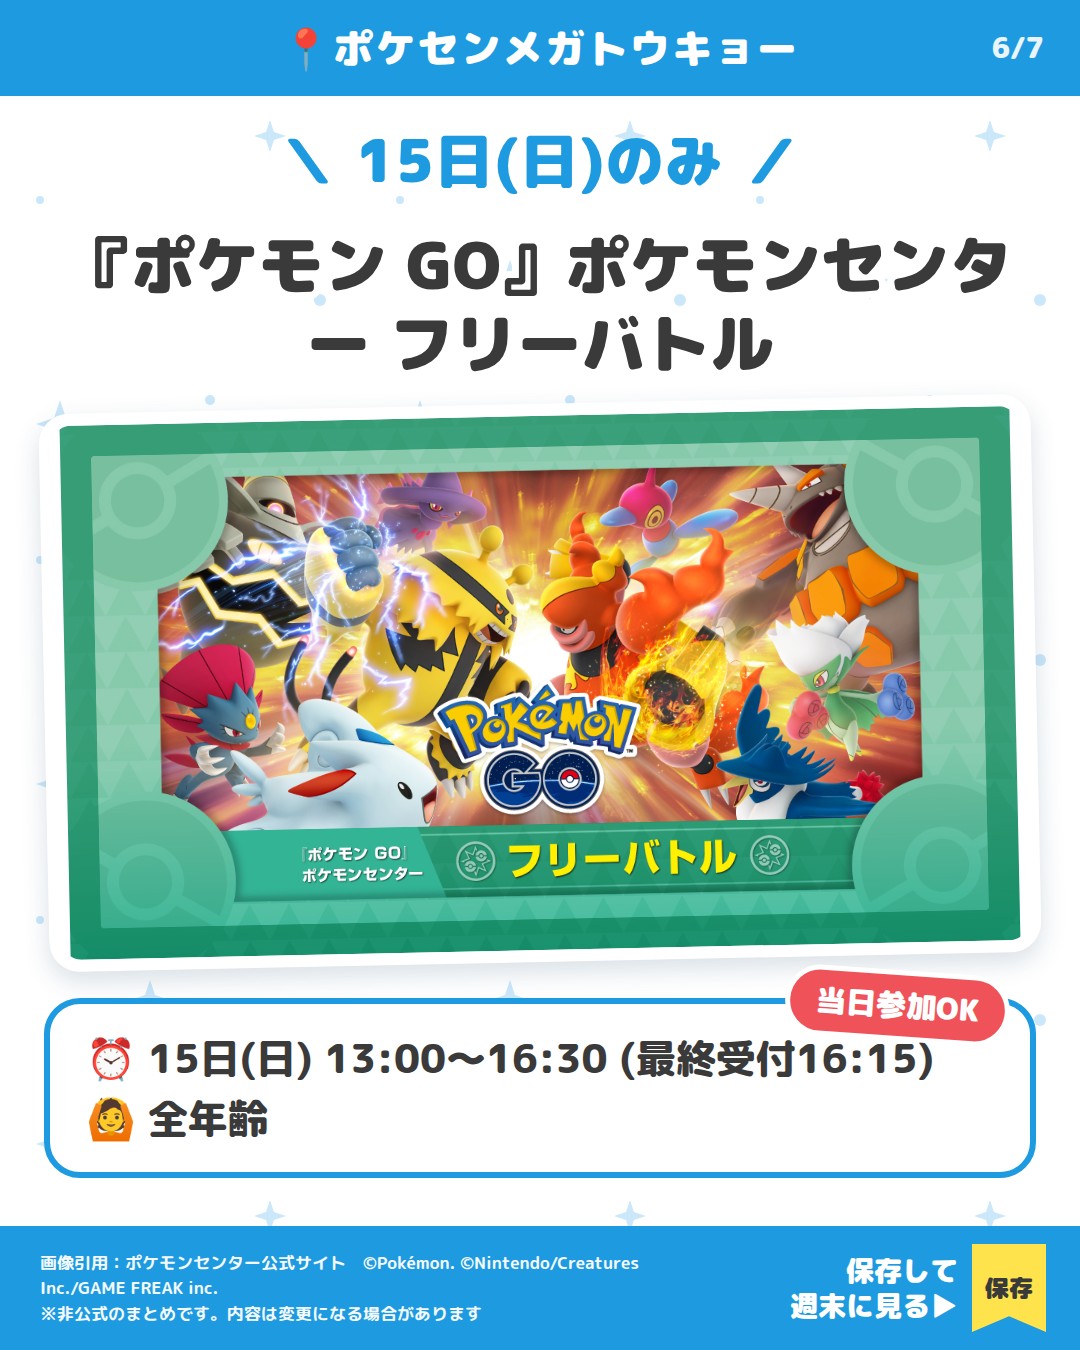 📍ポケセンメガトウキョー
6/7
＼ 15日(日)のみ ／
『ポケモン GO』ポケモンセンタ
ー フリーバトル
POKéMON
™
GO
『ポケモン GO』
ポケモンセンター
フリーバトル
当日参加OK
⏰ 15日(日) 13:00〜16:30 (最終受付16:15)
🙆 全年齢
画像引用：ポケモンセンター公式サイト　©Pokémon. ©Nintendo/Creatures
Inc./GAME FREAK inc.
※非公式のまとめです。内容は変更になる場合があります
保存して
週末に見る▶
保存